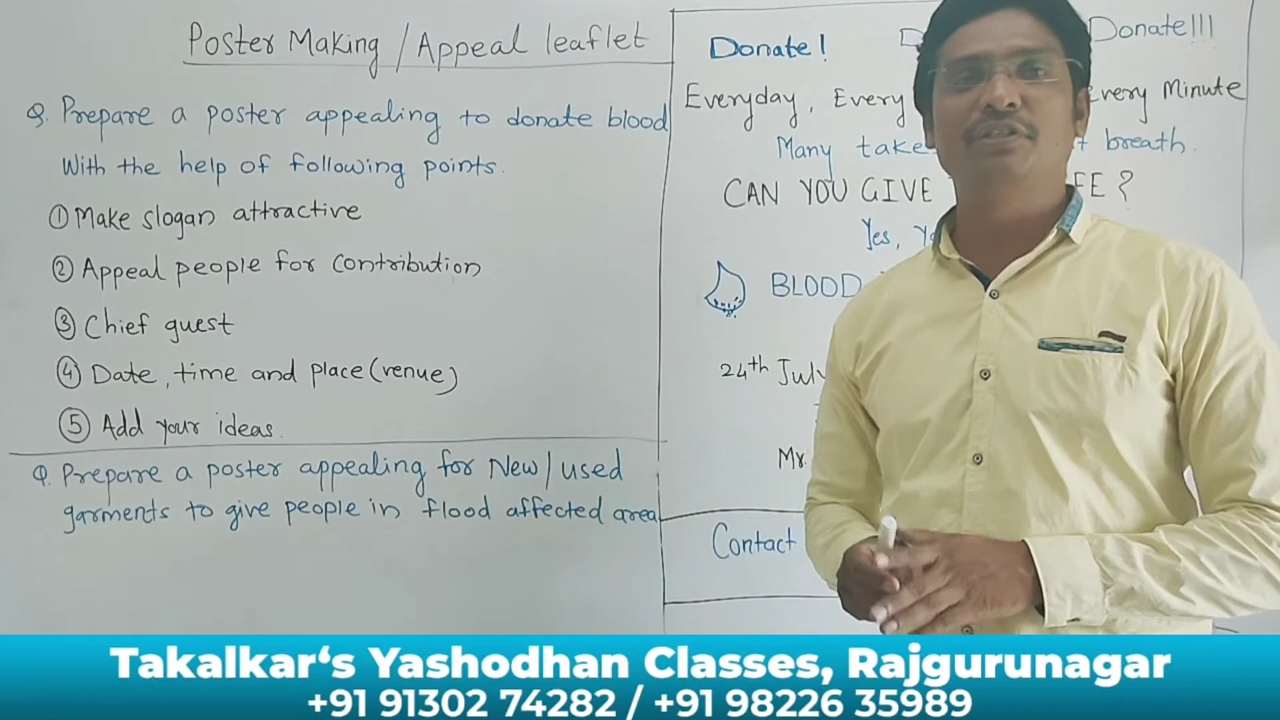 Poster Making / Appeal leaflet
Q. Prepare a poster appealing to donate blood
With the help of following points.
① Make slogan attractive
② Appeal people for contribution
③ Chief guest
④ Date, time and place (venue)
⑤ Add your ideas.
Q. Prepare a poster appealing for New/used
garments to give people in flood affected area
Donate! Donate!!!
Everyday, Every Every Minute
Many take breath.
CAN YOU GIVE ?
Yes,
BLOOD
24th July
Mr.
Contact
Takalkar‘s Yashodhan Classes, Rajgurunagar
+91 91302 74282 / +91 98226 35989